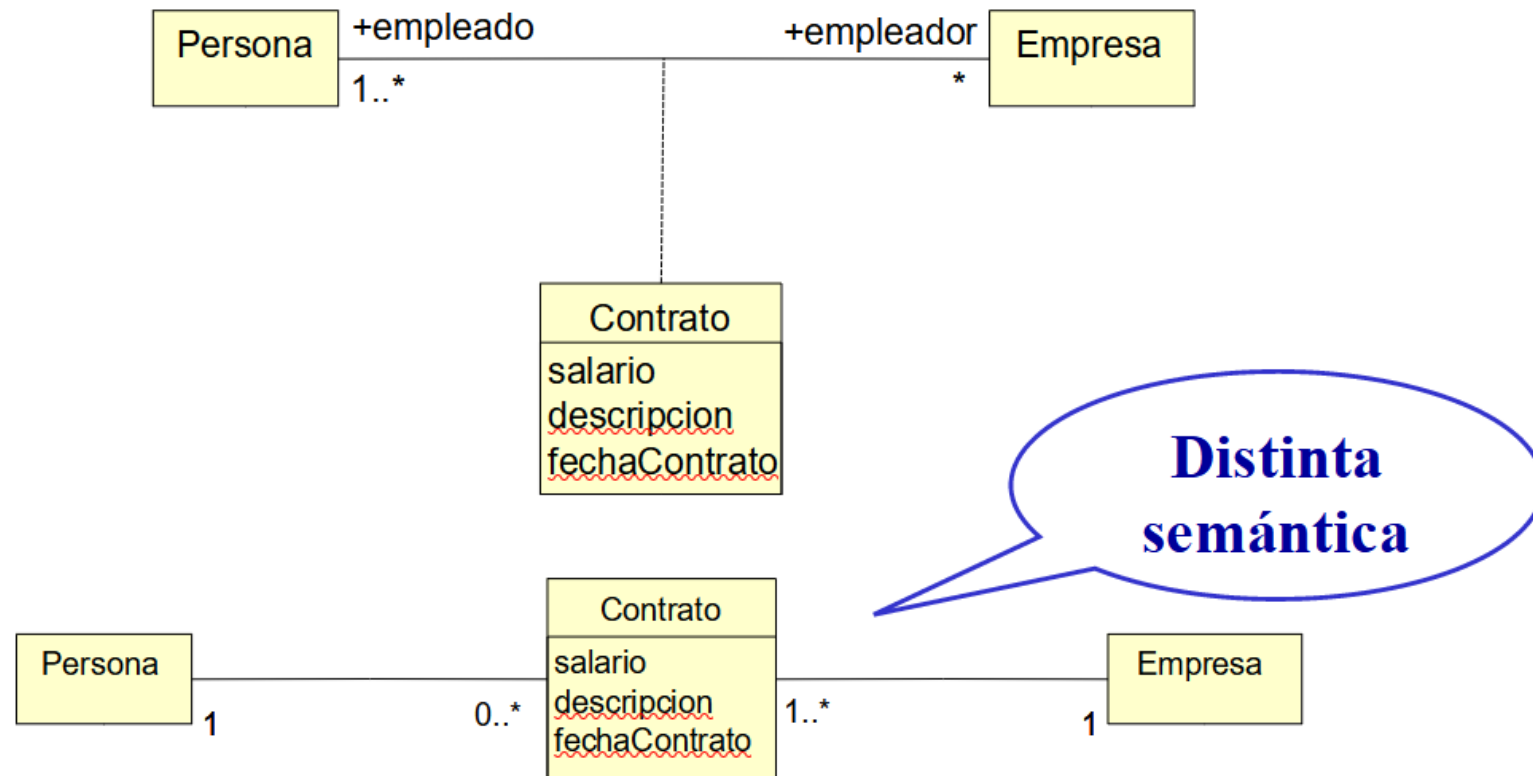 Persona
+empleado
+empleador
Empresa
1..*
*
Contrato
salario
descripcion
fechaContrato
Distinta
semántica
Persona
1
0..*
Contrato
salario
descripcion
fechaContrato
1..*
1
Empresa